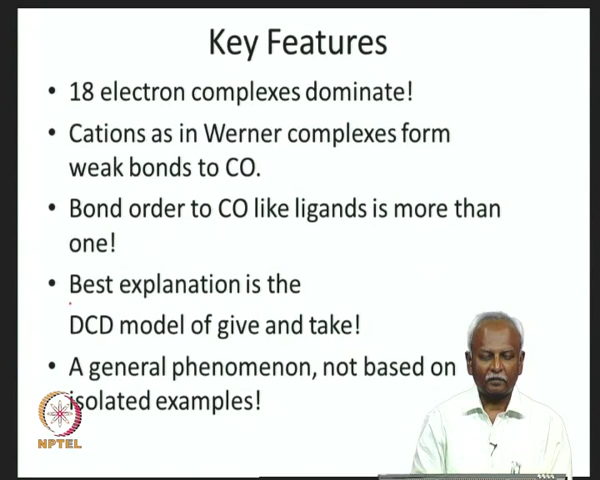 Key Features
• 18 electron complexes dominate!
• Cations as in Werner complexes form
weak bonds to CO.
• Bond order to CO like ligands is more than
one!
• Best explanation is the
DCD model of give and take!
• A general phenomenon, not based on
isolated examples!
NPTEL